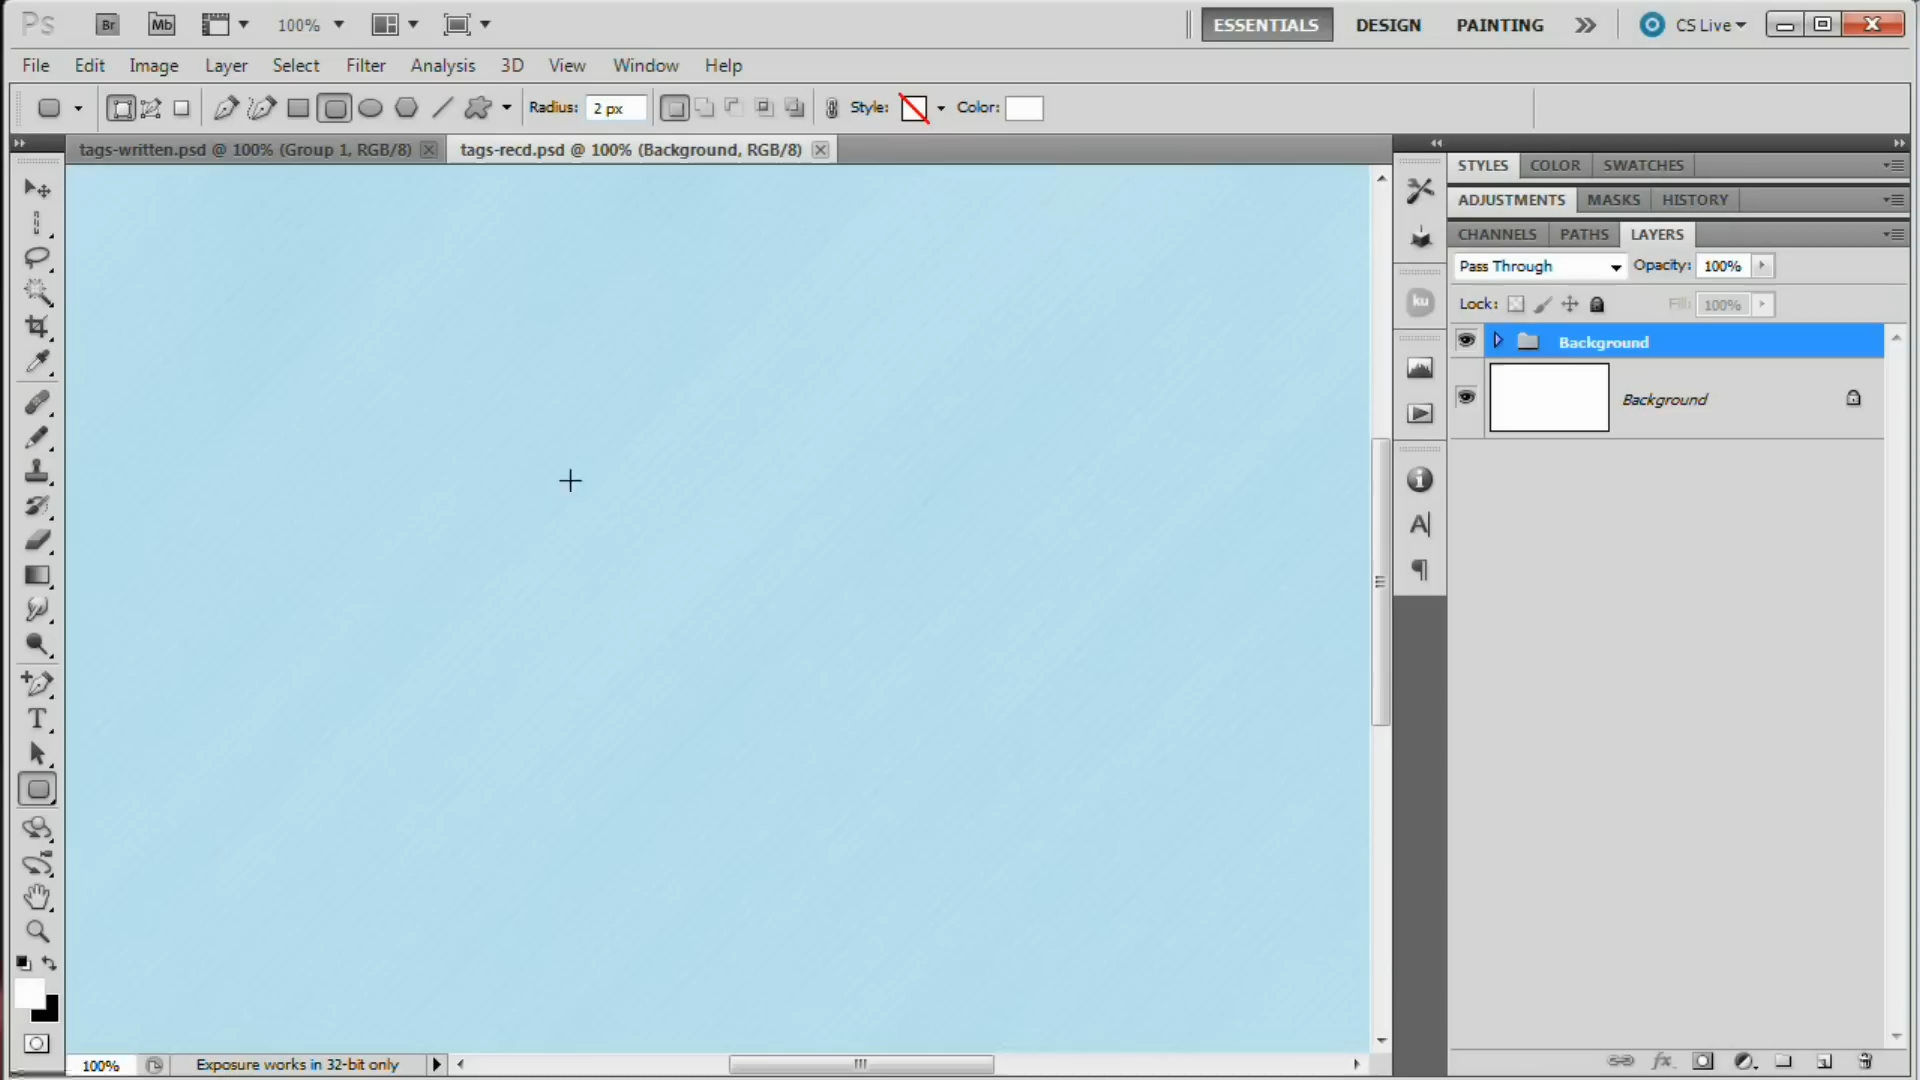 Ps Br Mb 100% ESSENTIALS DESIGN PAINTING CS Live
File Edit Image Layer Select Filter Analysis 3D View Window Help
Radius: 2 px Style: Color:
tags-written.psd @ 100% (Group 1, RGB/8) tags-recd.psd @ 100% (Background, RGB/8)
STYLES COLOR SWATCHES
ADJUSTMENTS MASKS HISTORY
CHANNELS PATHS LAYERS
Pass Through Opacity: 100%
Lock: Fill: 100%
ku
Background
Background
100% Exposure works in 32-bit only